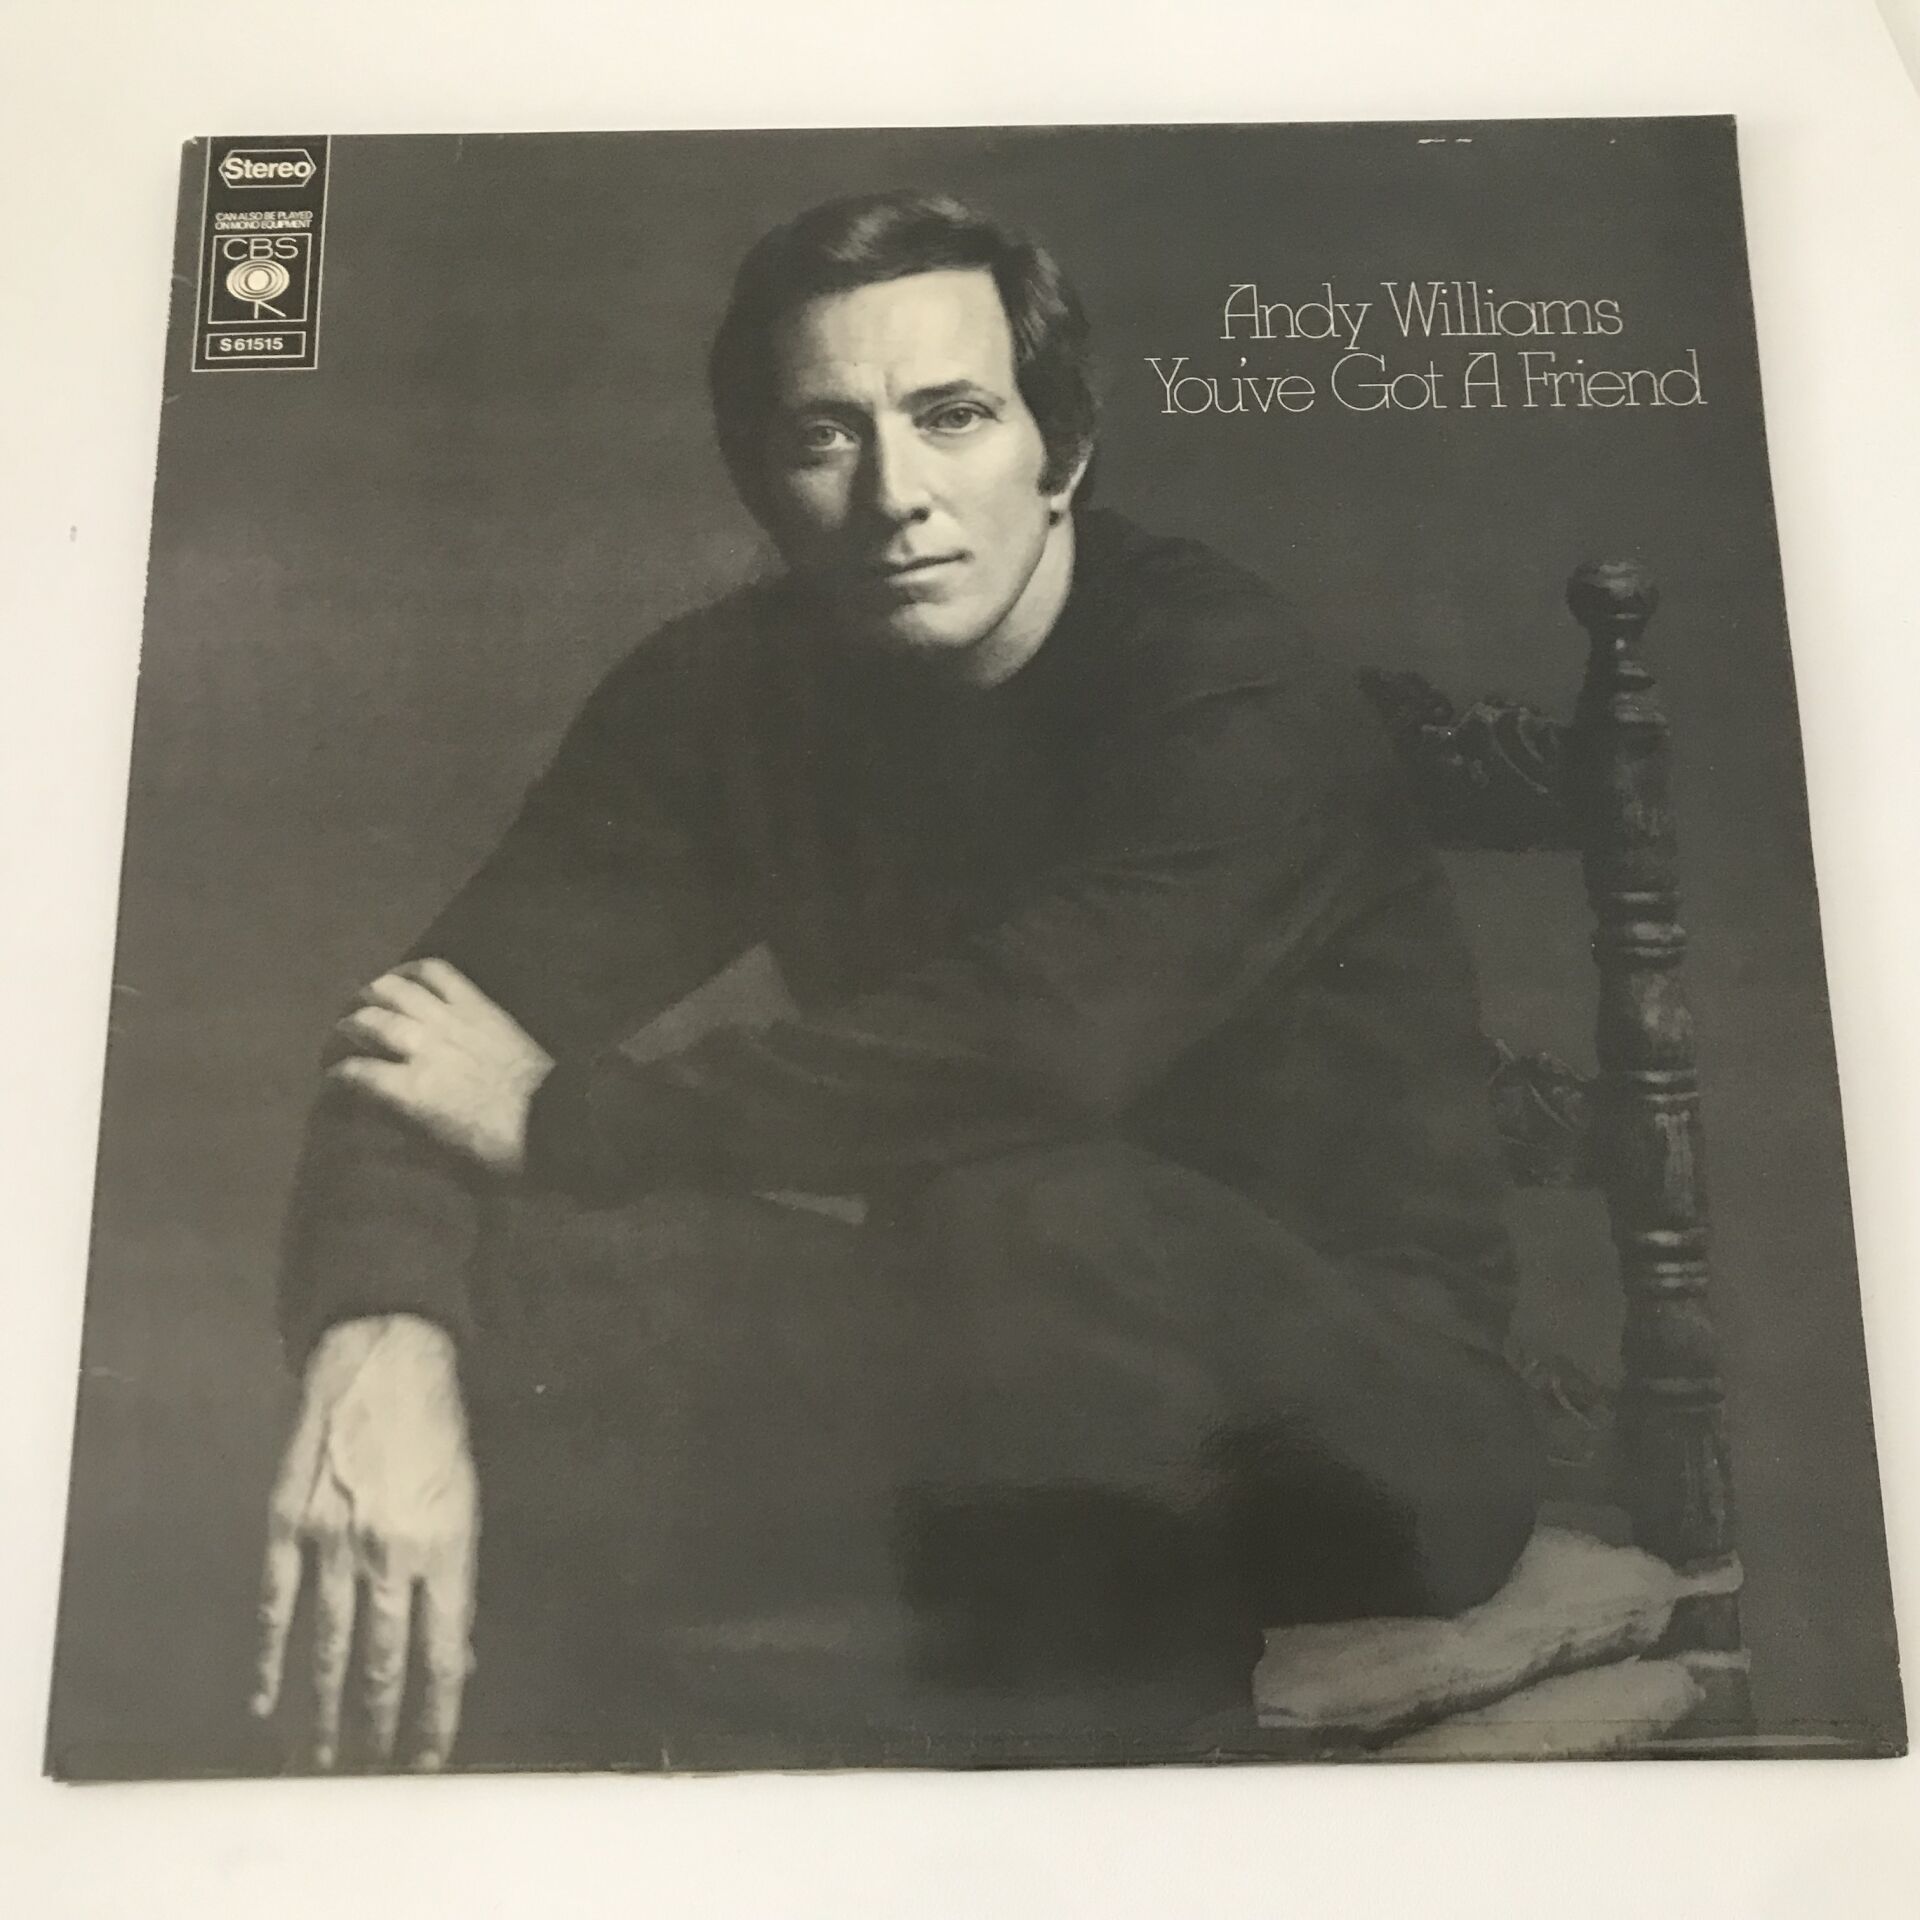 Stereo
CAN ALSO BE PLAYED
ON MONO EQUIPMENT
CBS
S 61515
Andy Williams
You've Got A Friend